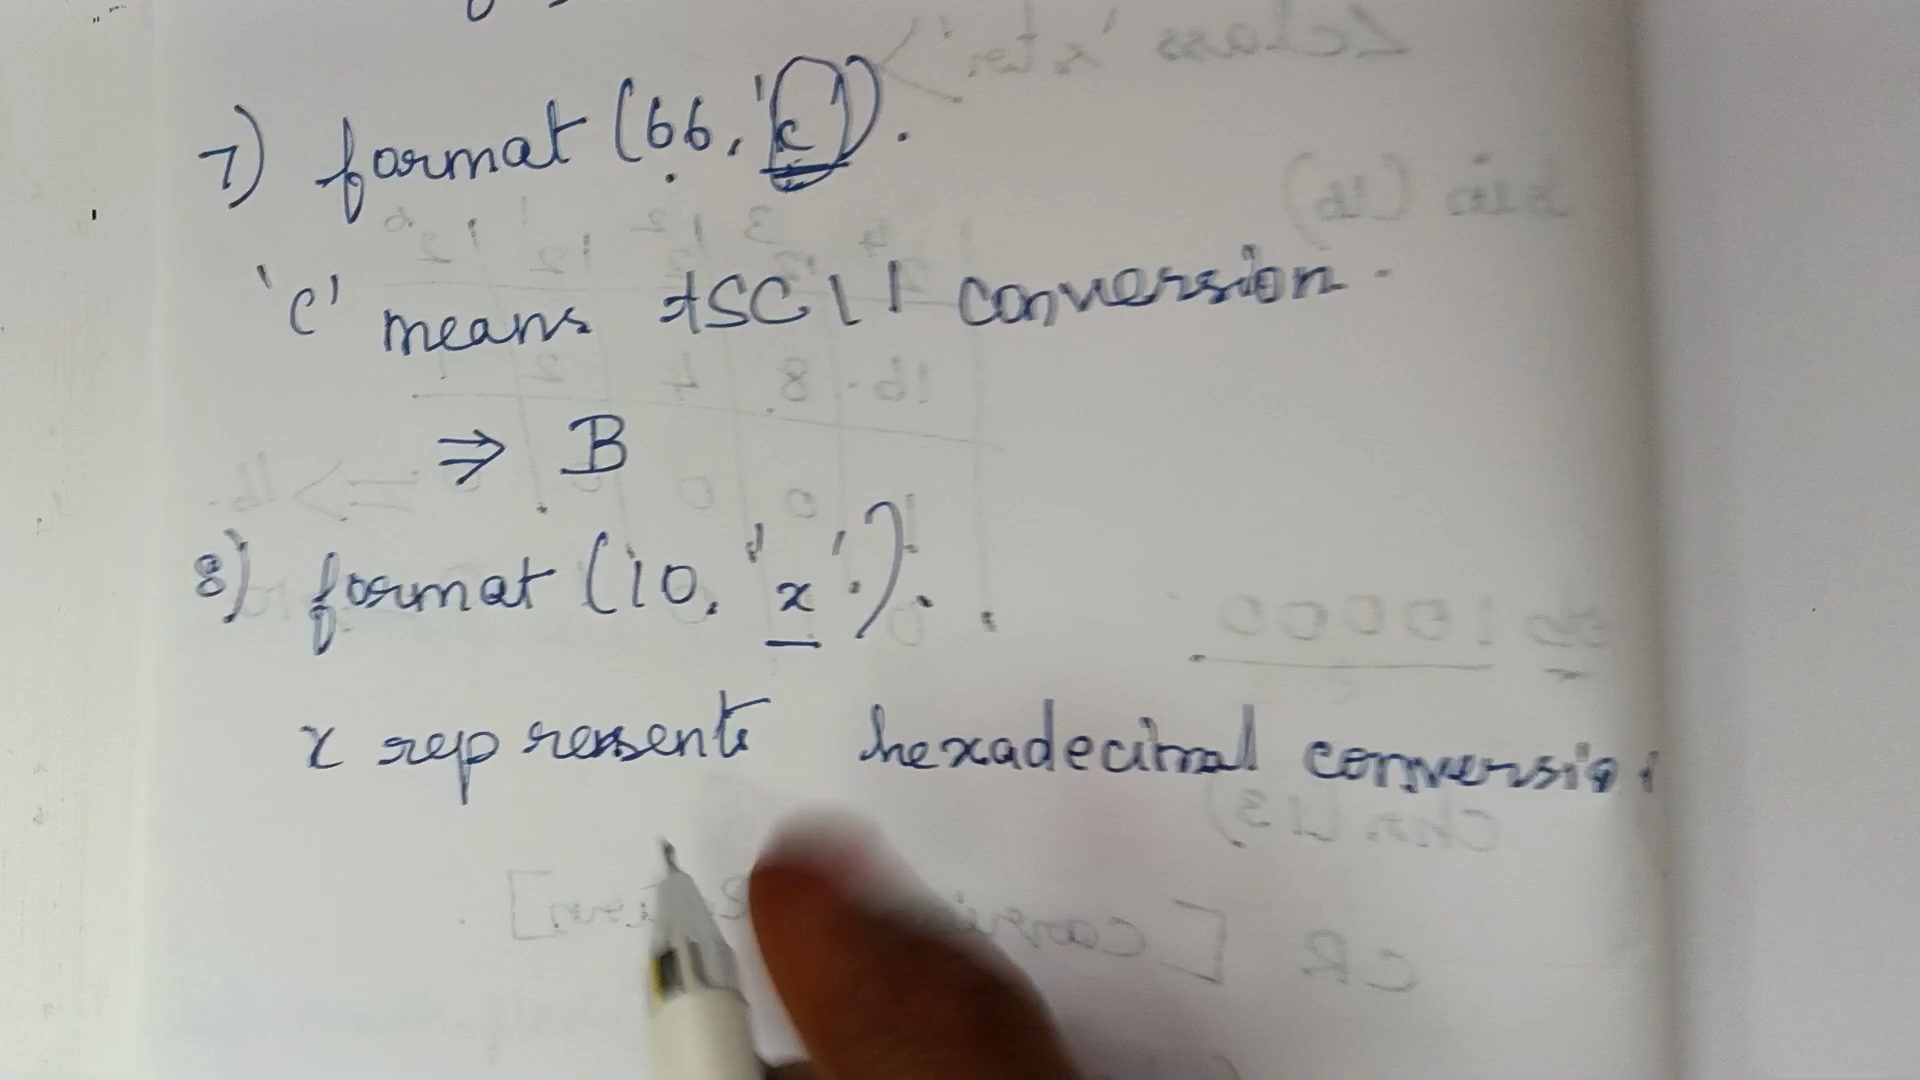 7) format (66, 'c').
'c' means ASCII conversion.
⇒ B
8) format (10, 'x').
x represents hexadecimal conversion